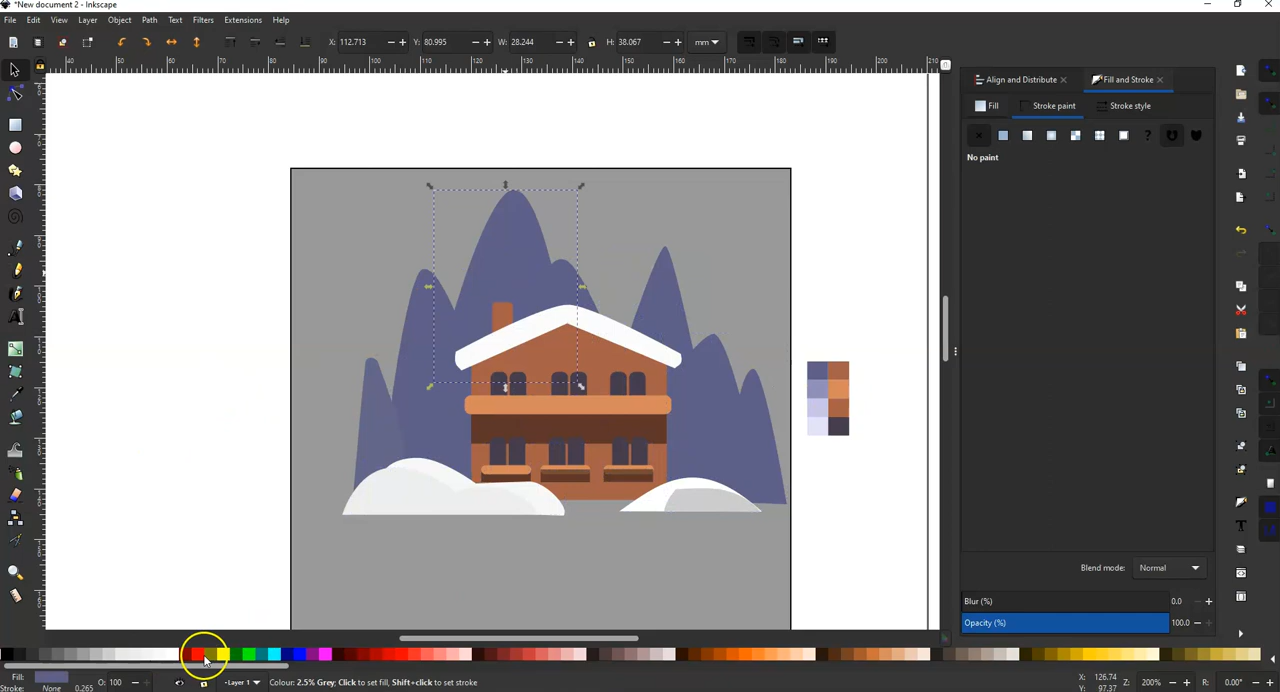 *New document 2 - Inkscape
File Edit View Layer Object Path Text Filters Extensions Help
X: 112.713 Y: 80.995 W: 28.244 H: 38.067 mm
Align and Distribute Fill and Stroke
Fill Stroke paint Stroke style
?
No paint
Blend mode: Normal
Blur (%) 0.0
Opacity (%) 100.0
Fill:
Stroke: None 0.265
O: 100
-Layer 1
Colour: 2.5% Grey; Click to set fill, Shift+click to set stroke
X: 126.74
Y: 97.37
Z: 200%
R: 0.00°